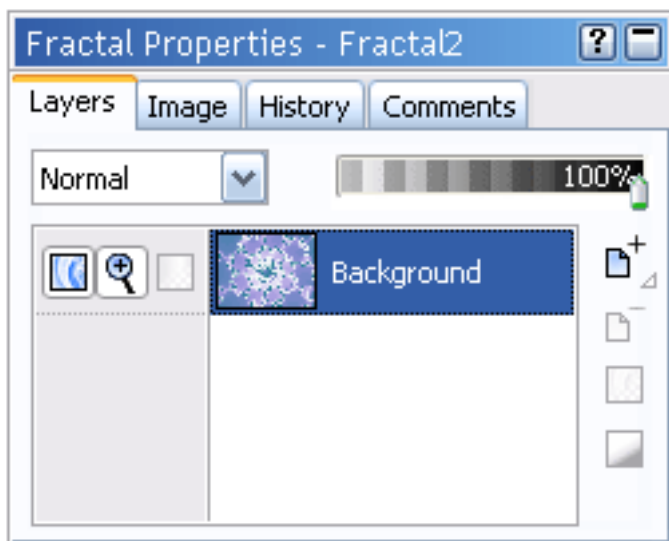 Fractal Properties - Fractal2
Layers Image History Comments
Normal 100%
Background